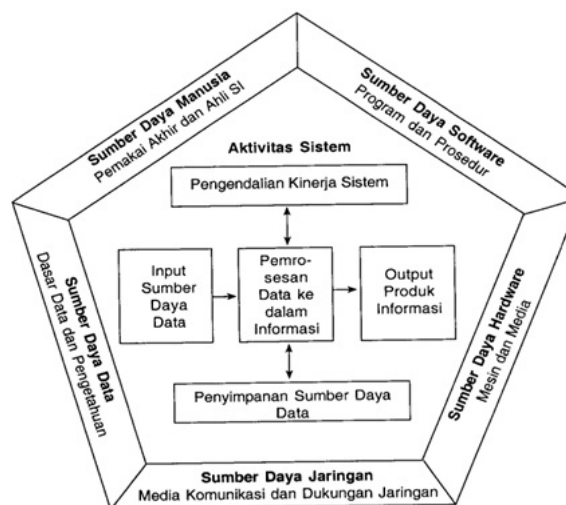 Sumber Daya Manusia
Pemakai Akhir dan Ahli SI
Sumber Daya Software
Program dan Prosedur
Aktivitas Sistem
Pengendalian Kinerja Sistem
Input
Sumber
Daya
Data
Pemro-
sesan
Data ke
dalam
Informasi
Output
Produk
Informasi
Penyimpanan Sumber Daya
Data
Sumber Daya Data
Dasar Data dan Pengetahuan
Sumber Daya Hardware
Mesin dan Media
Sumber Daya Jaringan
Media Komunikasi dan Dukungan Jaringan